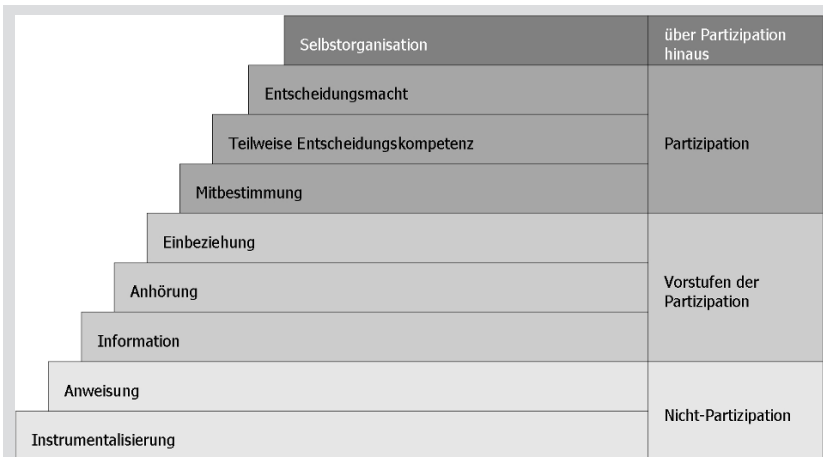 Selbstorganisation
über Partizipation
hinaus
Entscheidungsmacht
Teilweise Entscheidungskompetenz
Partizipation
Mitbestimmung
Einbeziehung
Anhörung
Vorstufen der
Partizipation
Information
Anweisung
Nicht-Partizipation
Instrumentalisierung